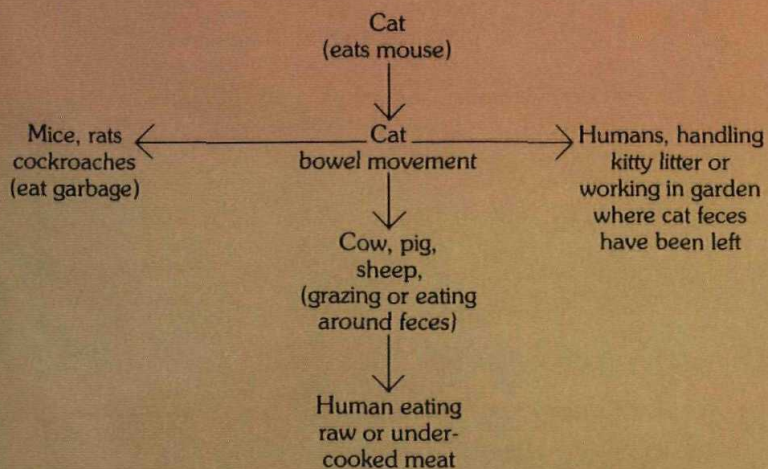 Cat
(eats mouse)
Mice, rats
cockroaches
(eat garbage)
Cat
bowel movement
Humans, handling
kitty litter or
working in garden
where cat feces
have been left
Cow, pig,
sheep,
(grazing or eating
around feces)
Human eating
raw or under-
cooked meat